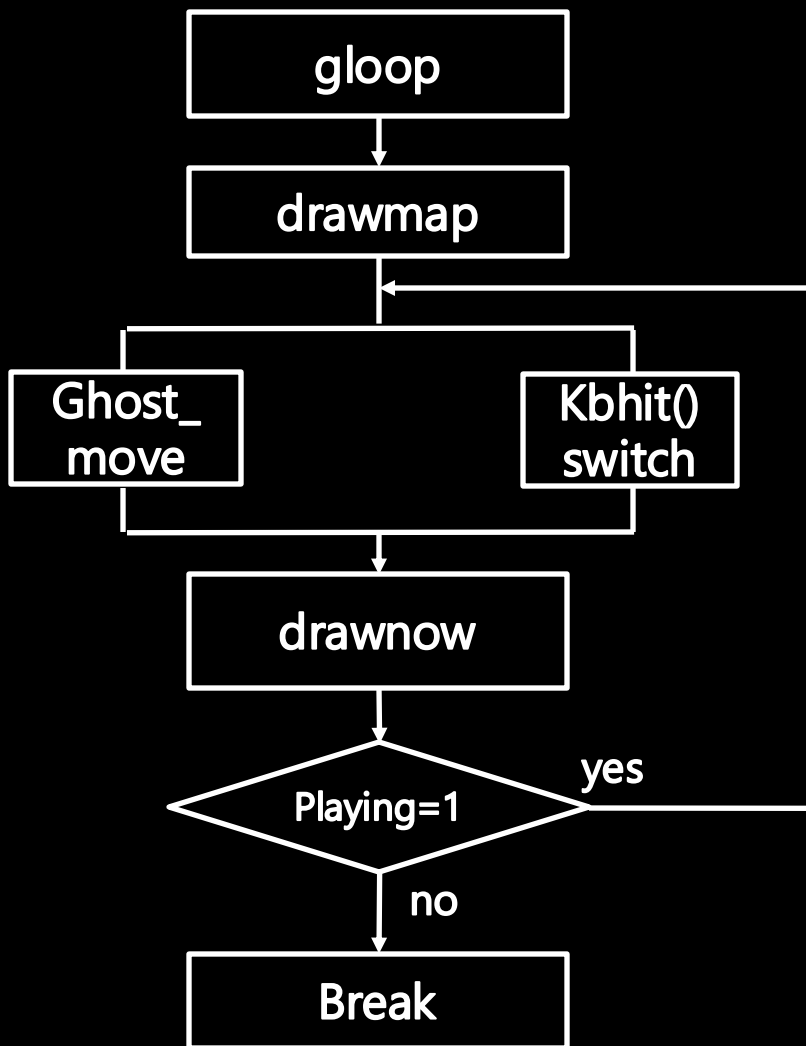 gloop
drawmap
Ghost_
move
Kbhit()
switch
drawnow
Playing=1
yes
no
Break